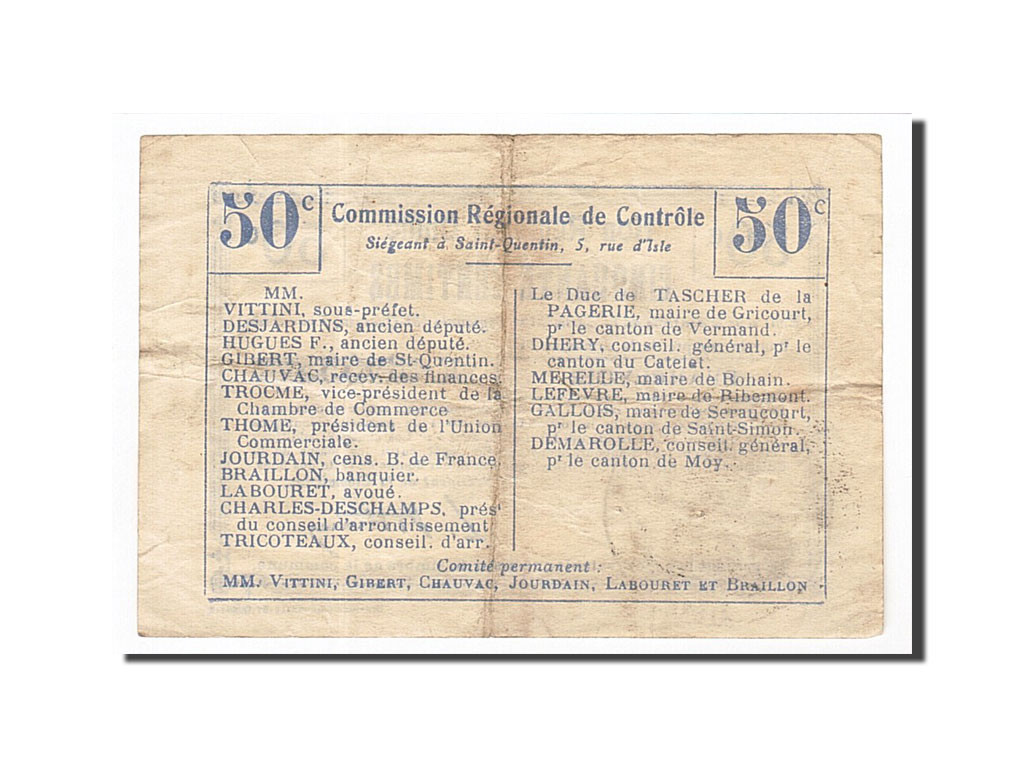 50c
Commission Régionale de Contrôle
50c
Siégeant à Saint-Quentin, 5, rue d'Isle
MM.
VITTINI, sous-préfet.
DESJARDINS, ancien député.
HUGUES F., ancien député.
GIBERT, maire de St-Quentin.
CHAUVAC, recev. des finances.
TROCME, vice-président de la
Chambre de Commerce
THOME, président de l'Union
Commerciale.
JOURDAIN, cens. B. de France.
BRAILLON, banquier.
LABOURET, avoué.
CHARLES-DESCHAMPS, prést
du conseil d'arrondissement
TRICOTEAUX, conseil. d'arr.
Le Duc de TASCHER de la
PAGERIE, maire de Gricourt,
pr le canton de Vermand.
DHERY, conseil. général, pr le
canton du Catelet.
MERELLE, maire de Bohain.
LEFEVRE, maire de Ribemont.
GALLOIS, maire de Seraucourt,
pr le canton de Saint-Simon.
DEMAROLLE, conseil. général,
pr le canton de Moy.
Comité permanent :
MM. VITTINI, GIBERT, CHAUVAC, JOURDAIN, LABOURET ET BRAILLON